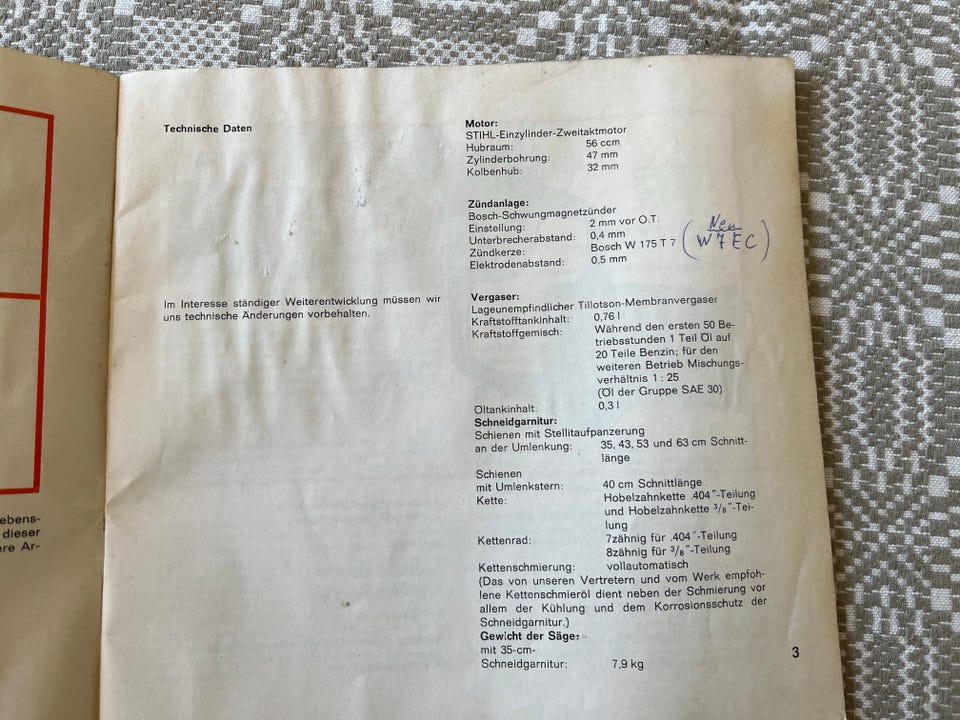 ebens-
dieser
ere Ar-
Technische Daten
Im Interesse ständiger Weiterentwicklung müssen wir
uns technische Änderungen vorbehalten.
Motor:
STIHL-Einzylinder-Zweitaktmotor
Hubraum: 56 ccm
Zylinderbohrung: 47 mm
Kolbenhub: 32 mm
Zündanlage:
Bosch-Schwungmagnetzünder
Einstellung: 2 mm vor O.T.
Unterbrecherabstand: 0,4 mm
Zündkerze: Bosch W 175 T 7
Elektrodenabstand: 0,5 mm
(Neu
W7EC)
Vergaser:
Lageunempfindlicher Tillotson-Membranvergaser
Kraftstofftankinhalt: 0,76 l
Kraftstoffgemisch: Während den ersten 50 Be-
triebsstunden 1 Teil Öl auf
20 Teile Benzin; für den
weiteren Betrieb Mischungs-
verhältnis 1 : 25
(Öl der Gruppe SAE 30)
Öltankinhalt: 0,3 l
Schneidgarnitur:
Schienen mit Stellitaufpanzerung
an der Umlenkung: 35, 43, 53 und 63 cm Schnitt-
länge
Schienen
mit Umlenkstern: 40 cm Schnittlänge
Kette: Hobelzahnkette .404″-Teilung
und Hobelzahnkette 3/8″-Tei-
lung
Kettenrad: 7zähnig für .404″-Teilung
8zähnig für 3/8″-Teilung
Kettenschmierung: vollautomatisch
(Das von unseren Vertretern und vom Werk empfoh-
lene Kettenschmieröl dient neben der Schmierung vor
allem der Kühlung und dem Korrosionsschutz der
Schneidgarnitur.)
Gewicht der Säge:
mit 35-cm-
Schneidgarnitur: 7,9 kg
3